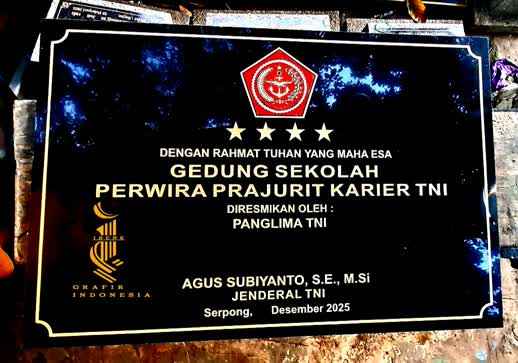 DENGAN RAHMAT TUHAN YANG MAHA ESA
GEDUNG SEKOLAH
PERWIRA PRAJURIT KARIER TNI
DIRESMIKAN OLEH :
PANGLIMA TNI
GRAFIR
INDONESIA
AGUS SUBIYANTO, S.E., M.Si
JENDERAL TNI
Serpong, Desember 2025